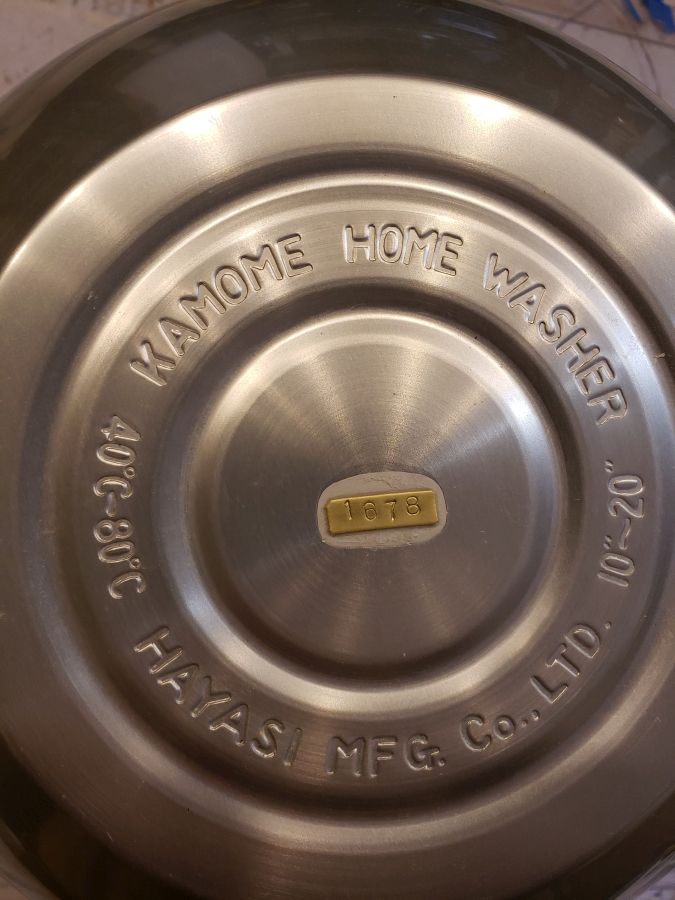 KAMOME HOME WASHER
10"~20"
HAYASI MFG. Co., LTD.
40°C~80°C
1678